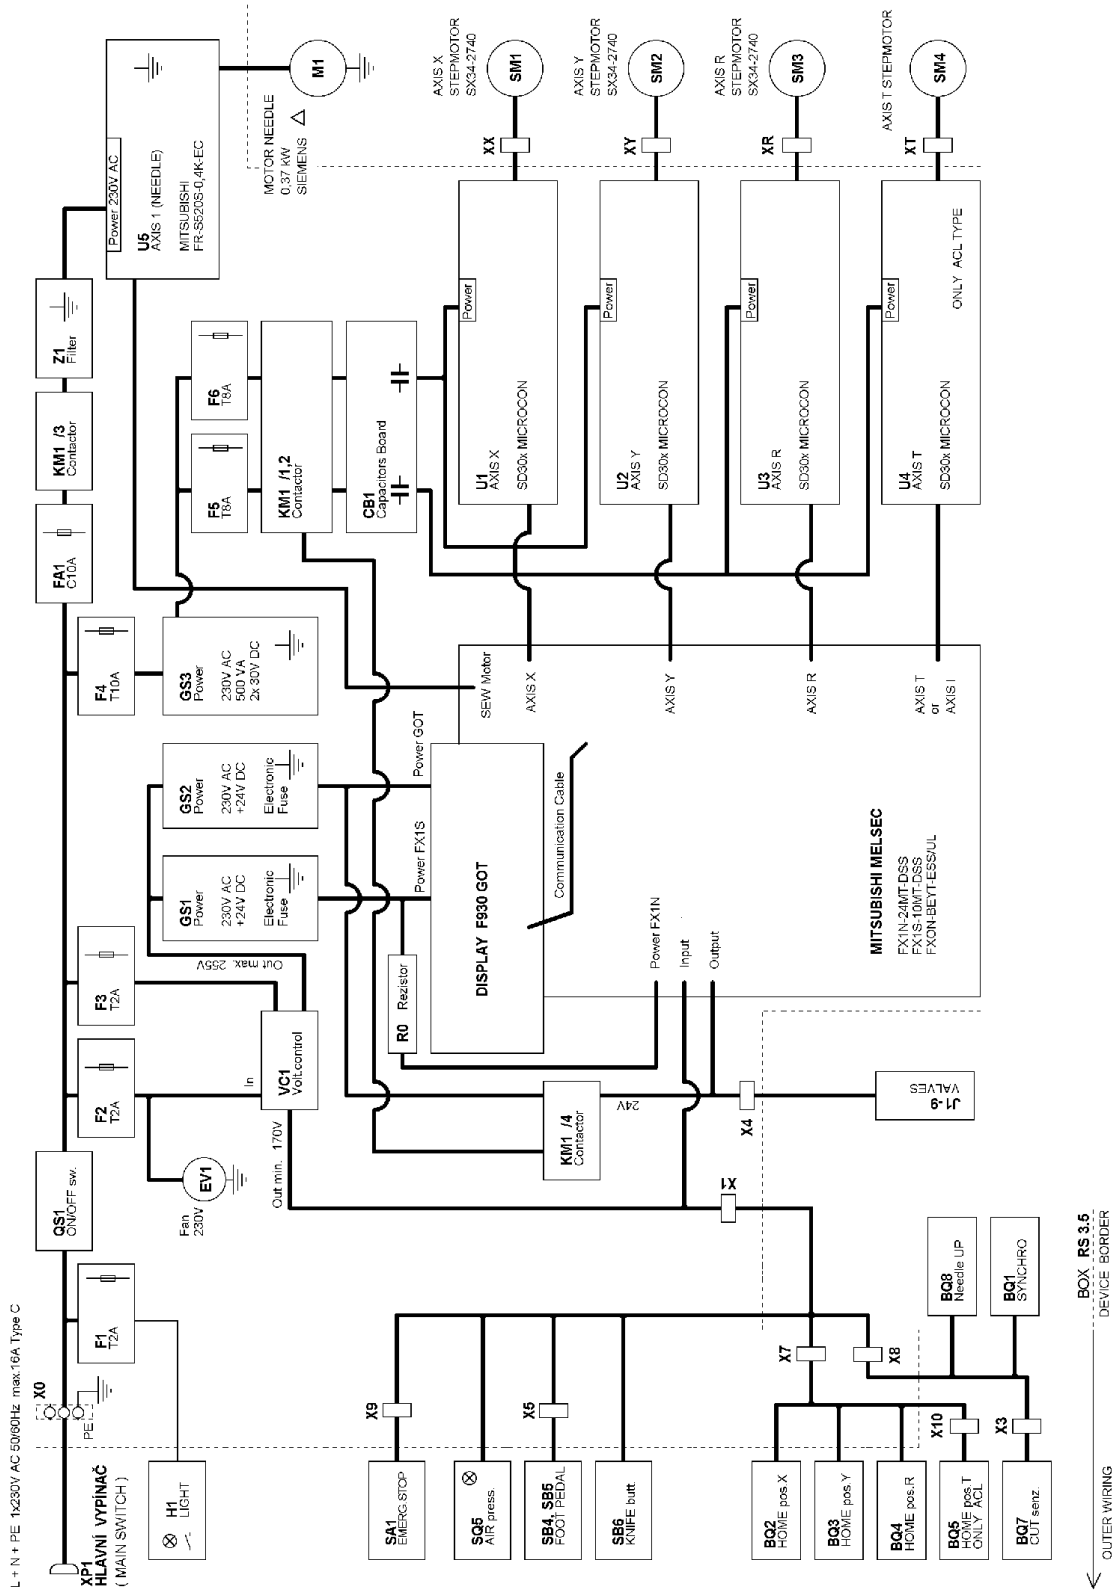 L + N + PE 1x230V AC 50/60Hz max.16A Type C
XP1
HLAVNÍ VYPÍNAČ
( MAIN SWITCH )
X0
PE
H1
LIGHT
F1
T2A
QS1
ON/OFF sw.
F2
T2A
F3
T2A
F4
T10A
FA1
C10A
KM1 /3
Contactor
Z1
Filter
Power 230V AC
U5
AXIS 1 (NEEDLE)
MITSUBISHI
FR-S520S-0,4K-EC
M1
MOTOR NEEDLE
0,37 kW
SIEMENS
EV1
Fan
230V
In
VC1
Volt.control
Out min. 170V
Out max. 255V
GS1
Power
230V AC
+24V DC
Electronic
Fuse
GS2
Power
230V AC
+24V DC
Electronic
Fuse
GS3
Power
230V AC
500 VA
2x 30V DC
F5
T8A
F6
T8A
KM1 /1,2
Contactor
CB1
Capacitors Board
R0 Rezistor
Power FX1S
Power GOT
DISPLAY F930 GOT
Communication Cable
SEW Motor
AXIS X
AXIS Y
AXIS R
AXIS T
or
AXIS I
Power FX1N
Input
Output
MITSUBISHI MELSEC
FX1N-24MT-DSS
FX1S-10MT-DSS
FXON-BEYT-ESS/UL
U1
AXIS X
SD30x MICROCON
Power
U2
AXIS Y
SD30x MICROCON
Power
U3
AXIS R
SD30x MICROCON
Power
U4
AXIS T
SD30x MICROCON
Power
ONLY ACL TYPE
XX
XY
XR
XT
AXIS X
STEPMOTOR
SX34-2740
SM1
AXIS Y
STEPMOTOR
SX34-2740
SM2
AXIS R
STEPMOTOR
SX34-2740
SM3
AXIS T STEPMOTOR
SM4
KM1 /4
Contactor
24V
X4
J1-9
VALVES
X1
X9
X5
X7
X8
X10
X3
SA1
EMERG.STOP
SQ5
AIR press.
SB4, SB5
FOOT PEDAL
SB6
KNIFE butt.
BQ2
HOME pos.X
BQ3
HOME pos.Y
BQ4
HOME pos.R
BQ5
HOME pos.T
ONLY ACL
BQ7
CUT senz.
BQ8
Needle UP
BQ1
SYNCHRO
BOX RS 3.5
DEVICE BORDER
OUTER WIRING